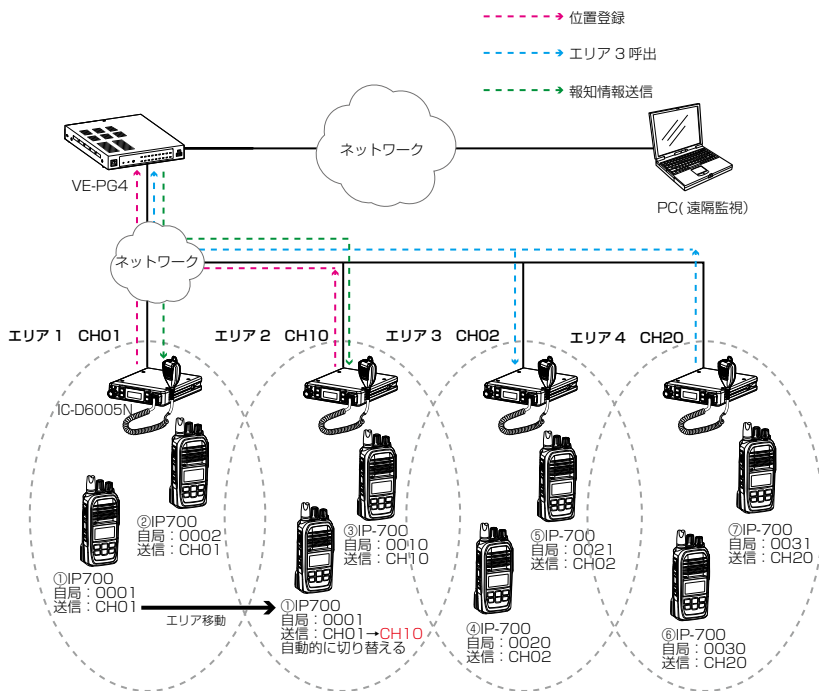 位置登録
エリア 3 呼出
報知情報送信
ネットワーク
VE-PG4
PC( 遠隔監視)
ネットワーク
エリア 1　CH01
エリア 2　CH10
エリア 3　CH02
エリア 4　CH20
IC-D6005N
②IP700
自局：0002
送信：CH01
③IP-700
自局：0010
送信：CH10
⑤IP-700
自局：0021
送信：CH02
⑦IP-700
自局：0031
送信：CH20
①IP700
自局：0001
送信：CH01
エリア移動
①IP700
自局：0001
送信：CH01→CH10
自動的に切り替える
④IP-700
自局：0020
送信：CH02
⑥IP-700
自局：0030
送信：CH20